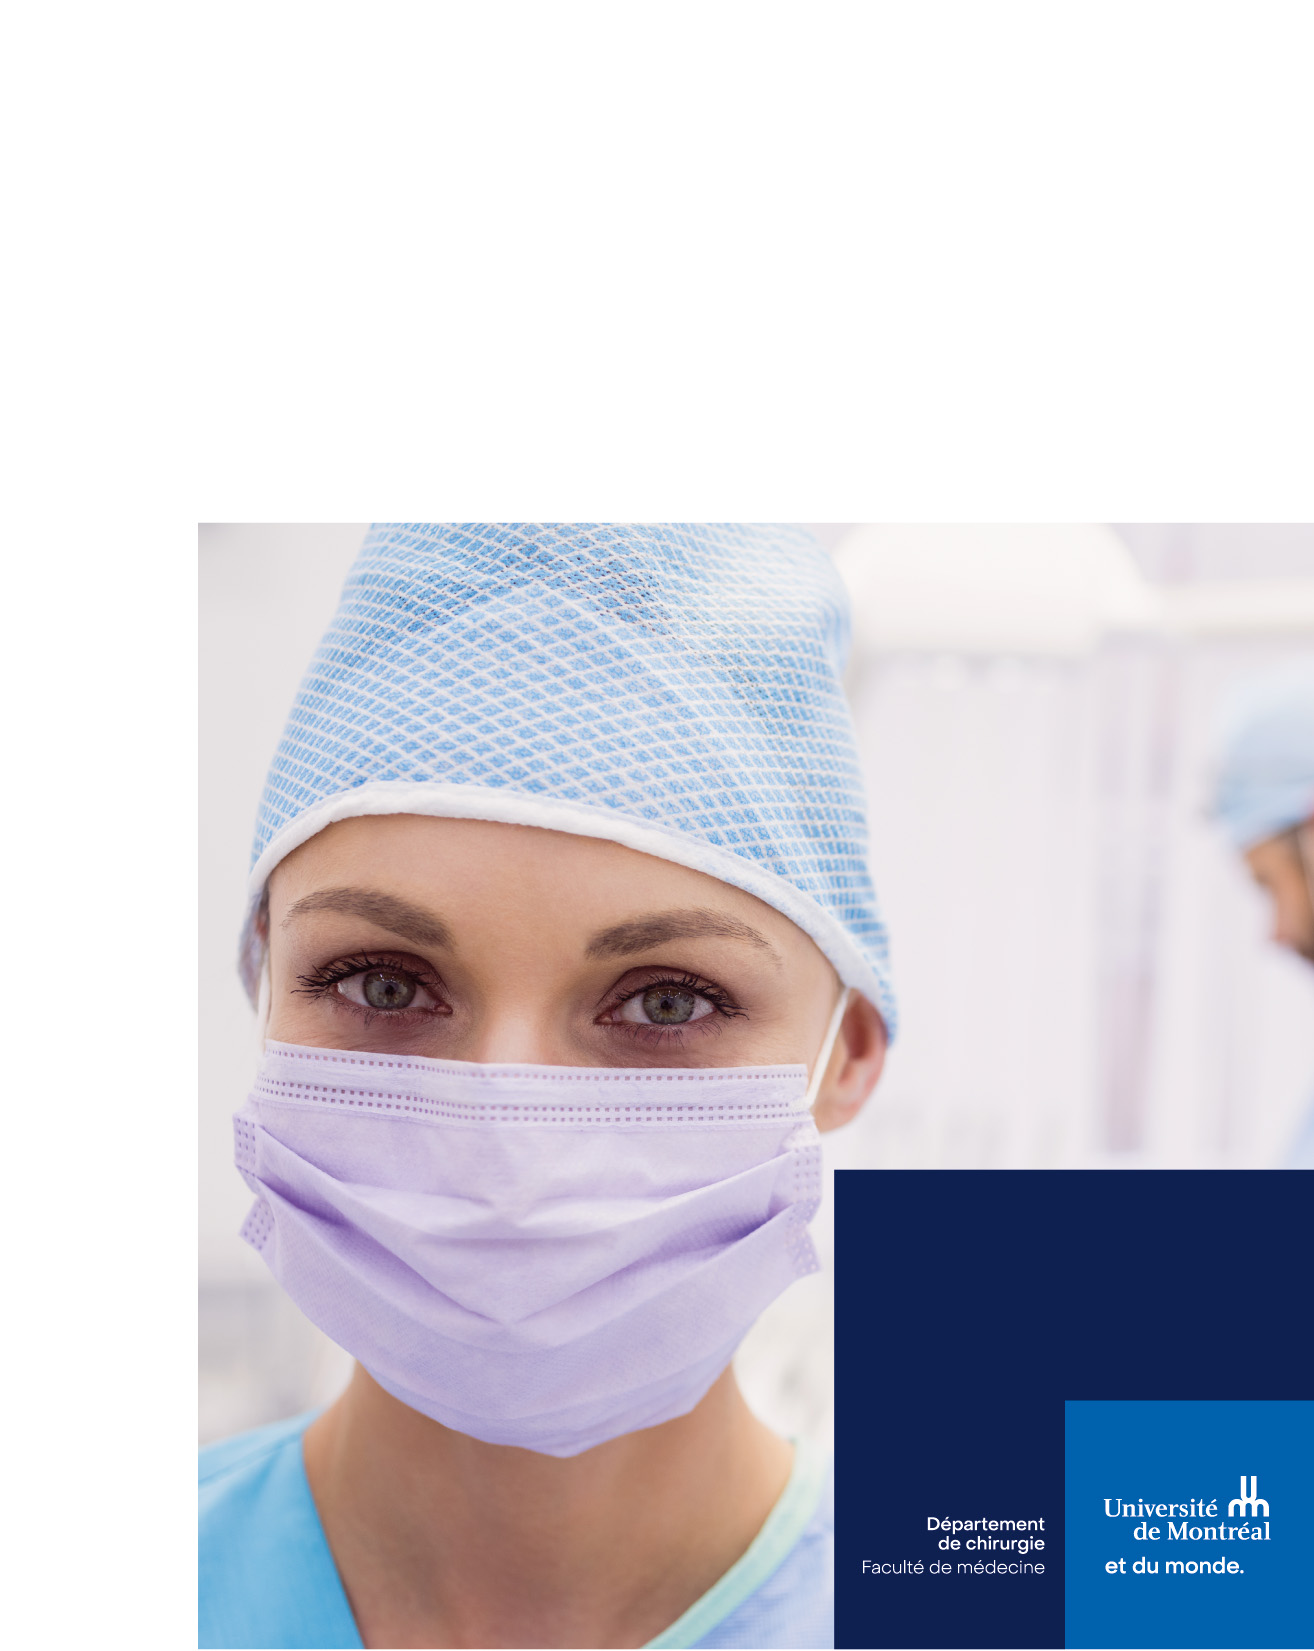 Département
de chirurgie
Faculté de médecine
Université
de Montréal
et du monde.